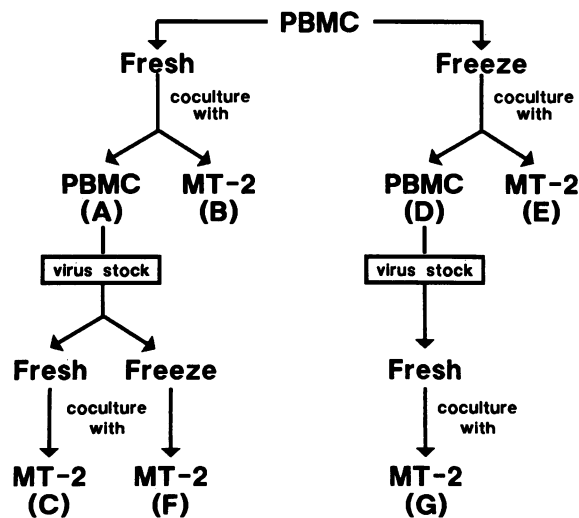 PBMC
Fresh
Freeze
coculture
with
coculture
with
PBMC
(A)
MT-2
(B)
PBMC
(D)
MT-2
(E)
virus stock
virus stock
Fresh
Freeze
Fresh
coculture
with
coculture
with
MT-2
(C)
MT-2
(F)
MT-2
(G)